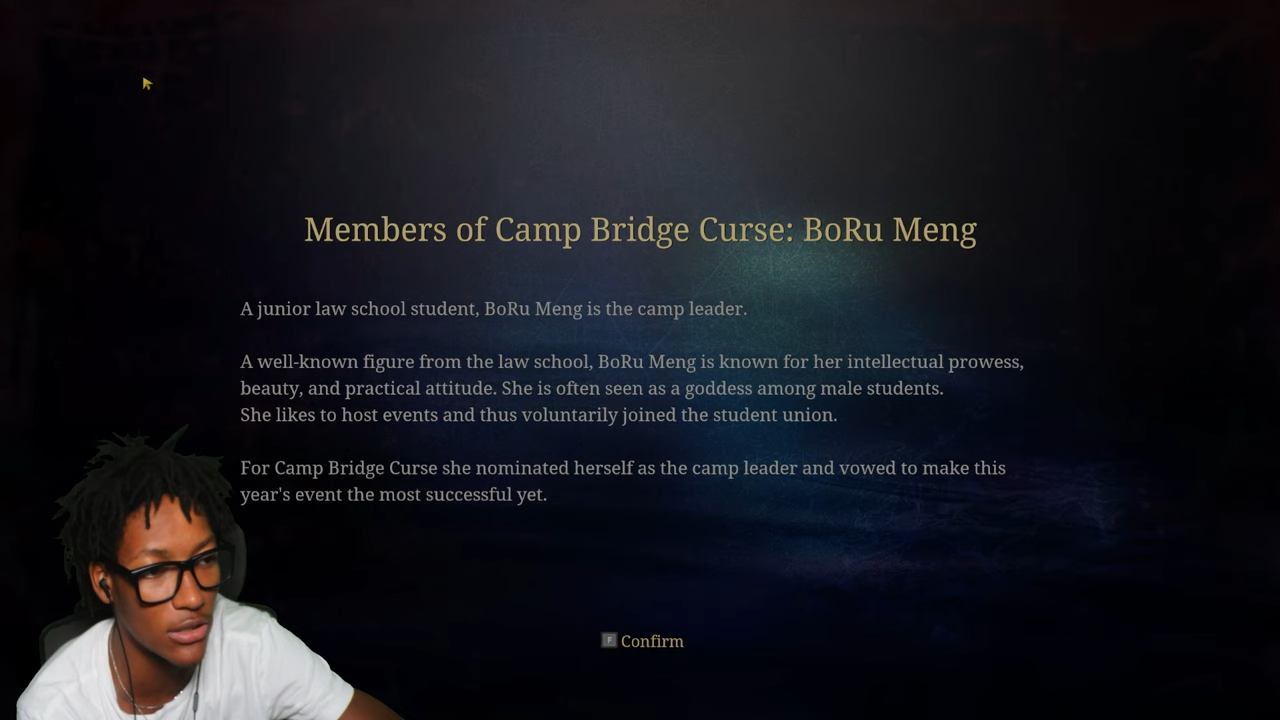 Members of Camp Bridge Curse: BoRu Meng
A junior law school student, BoRu Meng is the camp leader.
A well-known figure from the law school, BoRu Meng is known for her intellectual prowess,
beauty, and practical attitude. She is often seen as a goddess among male students.
She likes to host events and thus voluntarily joined the student union.
For Camp Bridge Curse she nominated herself as the camp leader and vowed to make this
year's event the most successful yet.
F Confirm